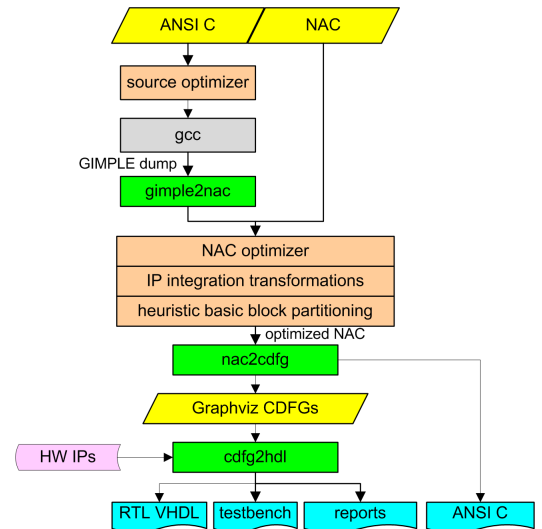 ANSI C
NAC
source optimizer
gcc
GIMPLE dump
gimple2nac
NAC optimizer
IP integration transformations
heuristic basic block partitioning
optimized NAC
nac2cdfg
Graphviz CDFGs
HW IPs
cdfg2hdl
RTL VHDL
testbench
reports
ANSI C